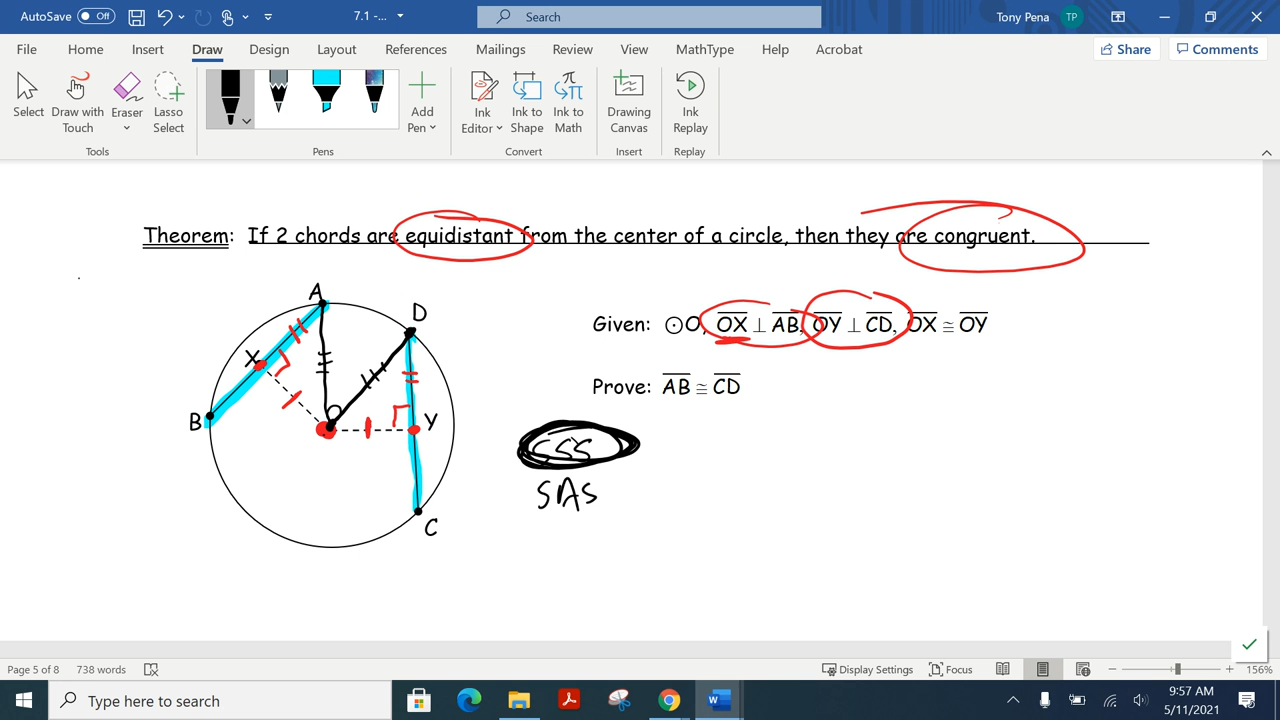 AutoSave Off 7.1 -... Search Tony Pena TP
File Home Insert Draw Design Layout References Mailings Review View MathType Help Acrobat Share Comments
Select Draw with Touch Eraser Lasso Select Add Pen Ink Editor Ink to Shape Ink to Math Drawing Canvas Ink Replay
Tools Pens Convert Insert Replay
Theorem: If 2 chords are equidistant from the center of a circle, then they are congruent.
A
D
Given: ⊙O, OX ⊥ AB, OY ⊥ CD, OX ≅ OY
X
Prove: AB ≅ CD
B
O
Y
SSS
SAS
C
Page 5 of 8 738 words Display Settings Focus 156%
Type here to search
W
9:57 AM
5/11/2021